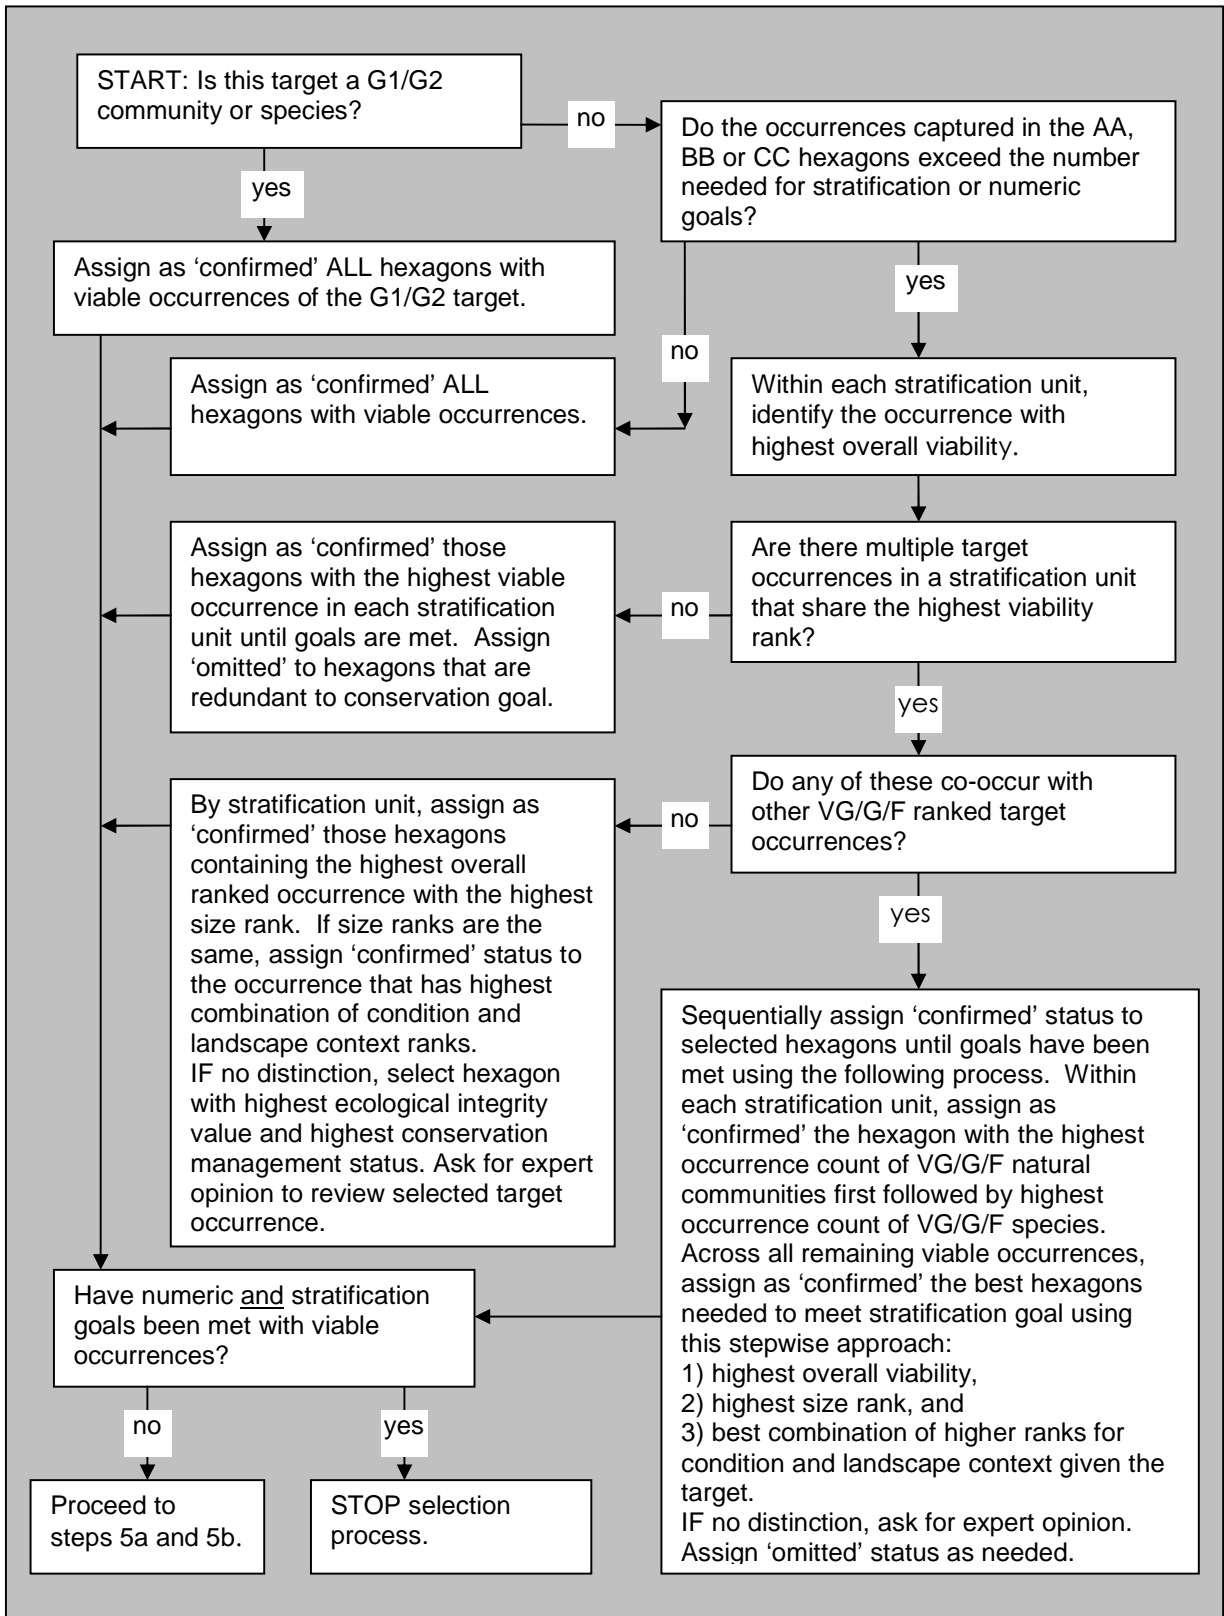 START: Is this target a G1/G2
community or species?
no
yes
Do the occurrences captured in the AA,
BB or CC hexagons exceed the number
needed for stratification or numeric
goals?
Assign as ‘confirmed’ ALL hexagons with
viable occurrences of the G1/G2 target.
yes
no
Assign as ‘confirmed’ ALL
hexagons with viable occurrences.
Within each stratification unit,
identify the occurrence with
highest overall viability.
Assign as ‘confirmed’ those
hexagons with the highest viable
occurrence in each stratification
unit until goals are met.  Assign
‘omitted’ to hexagons that are
redundant to conservation goal.
no
Are there multiple target
occurrences in a stratification unit
that share the highest viability
rank?
yes
By stratification unit, assign as
‘confirmed’ those hexagons
containing the highest overall
ranked occurrence with the highest
size rank.  If size ranks are the
same, assign ‘confirmed’ status to
the occurrence that has highest
combination of condition and
landscape context ranks.
IF no distinction, select hexagon
with highest ecological integrity
value and highest conservation
management status. Ask for expert
opinion to review selected target
occurrence.
no
Do any of these co-occur with
other VG/G/F ranked target
occurrences?
yes
Sequentially assign ‘confirmed’ status to
selected hexagons until goals have been
met using the following process.  Within
each stratification unit, assign as
‘confirmed’ the hexagon with the highest
occurrence count of VG/G/F natural
communities first followed by highest
occurrence count of VG/G/F species.
Across all remaining viable occurrences,
assign as ‘confirmed’ the best hexagons
needed to meet stratification goal using
this stepwise approach:
1) highest overall viability,
2) highest size rank, and
3) best combination of higher ranks for
condition and landscape context given the
target.
IF no distinction, ask for expert opinion.
Assign ‘omitted’ status as needed.
Have numeric and stratification
goals been met with viable
occurrences?
no
yes
Proceed to
steps 5a and 5b.
STOP selection
process.